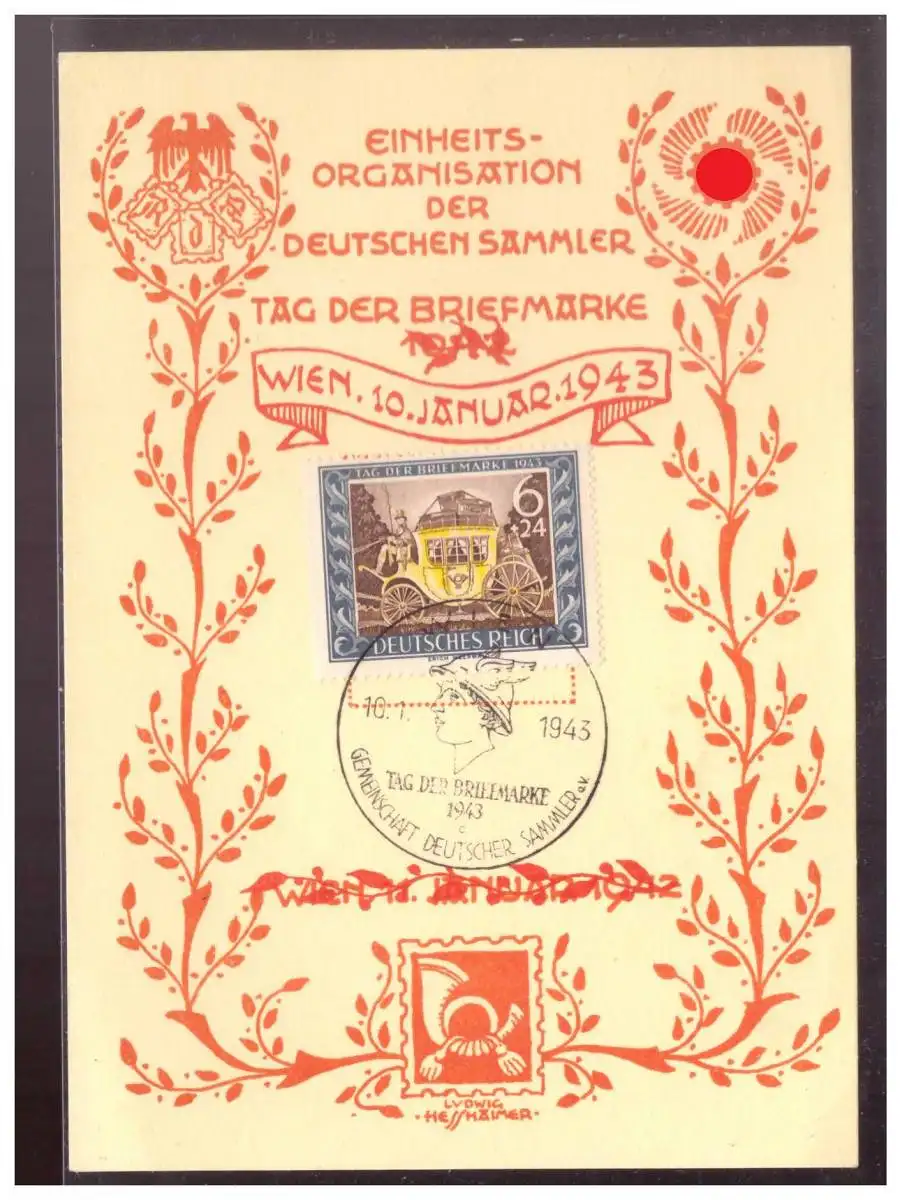 EINHEITS-
ORGANISATION
DER
DEUTSCHEN SAMMLER
R D P
TAG DER BRIEFMARKE
1942
WIEN. 10. JANUAR. 1943
TAG DER BRIEFMARKE 1943
6
+24
DEUTSCHES REICH
10.1. 1943
TAG DER BRIEFMARKE
1943
c
GEMEINSCHAFT DEUTSCHER SAMMLER e.V.
WIEN, 11. JANUAR 1942
LVDWIG
·HESSHAIMER·